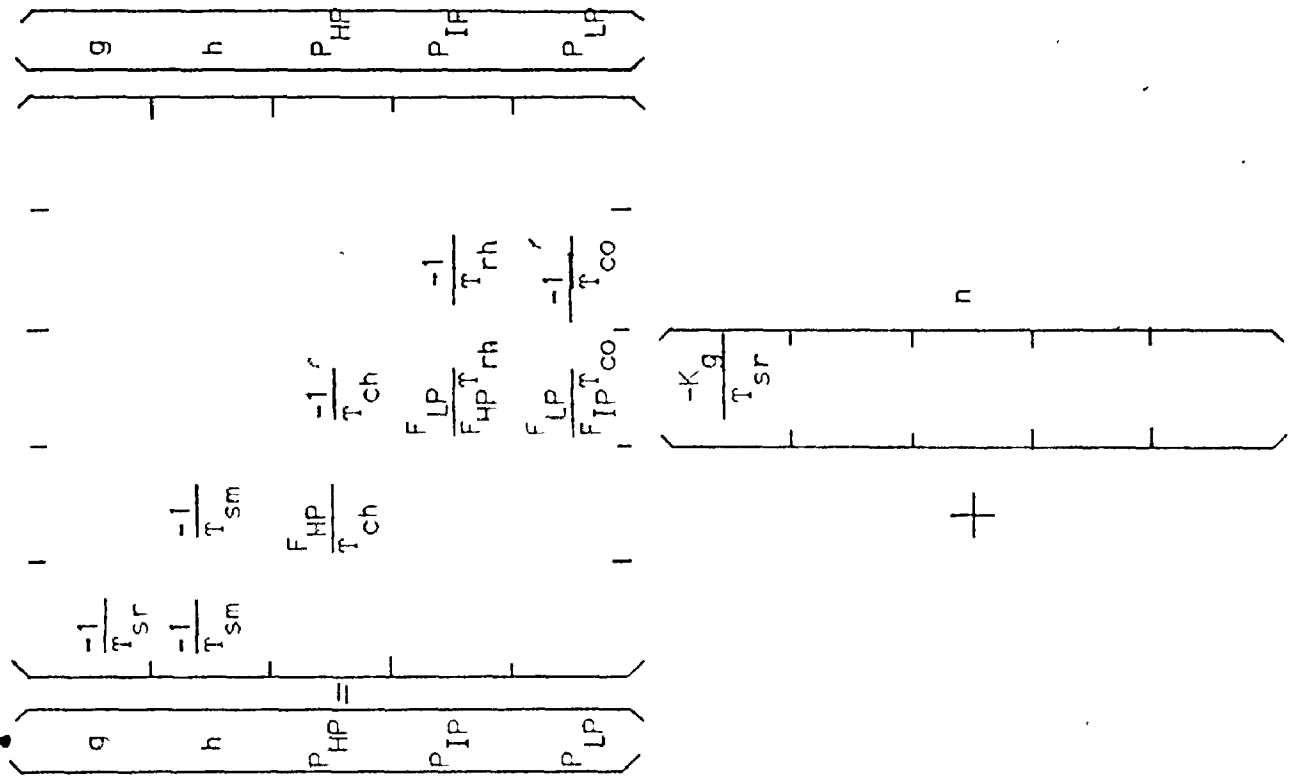 g -1/T_sr g
h -1/T_sm -1/T_sm h
P_HP = F_HP/T_ch -1/T_ch P_HP
P_IP F_LP/F_HP T_rh -1/T_rh P_IP
P_LP F_LP/F_IP T_co -1/T_co P_LP
-K_g/T_sr
+ n